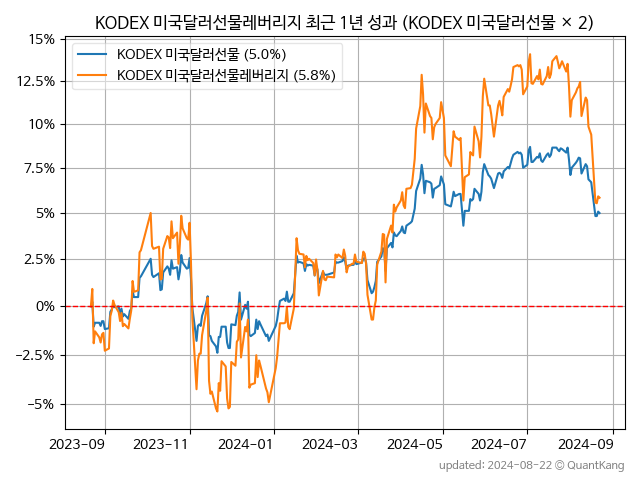 KODEX 미국달러선물레버리지 최근 1년 성과 (KODEX 미국달러선물 × 2)
15%
12.5%
10%
7.5%
5%
2.5%
0%
−2.5%
−5%
KODEX 미국달러선물 (5.0%)
KODEX 미국달러선물레버리지 (5.8%)
2023−09 2023−11 2024−01 2024−03 2024−05 2024−07 2024−09
updated: 2024-08-22 ⓒ QuantKang